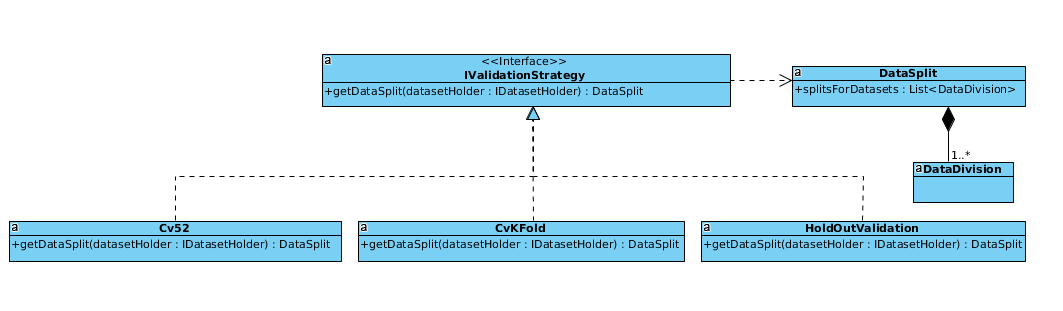 a
<<Interface>>
IValidationStrategy
+getDataSplit(datasetHolder : IDatasetHolder) : DataSplit
a
DataSplit
+splitsForDatasets : List<DataDivision>
1..*
a
DataDivision
a
Cv52
+getDataSplit(datasetHolder : IDatasetHolder) : DataSplit
a
CvKFold
+getDataSplit(datasetHolder : IDatasetHolder) : DataSplit
a
HoldOutValidation
+getDataSplit(datasetHolder : IDatasetHolder) : DataSplit